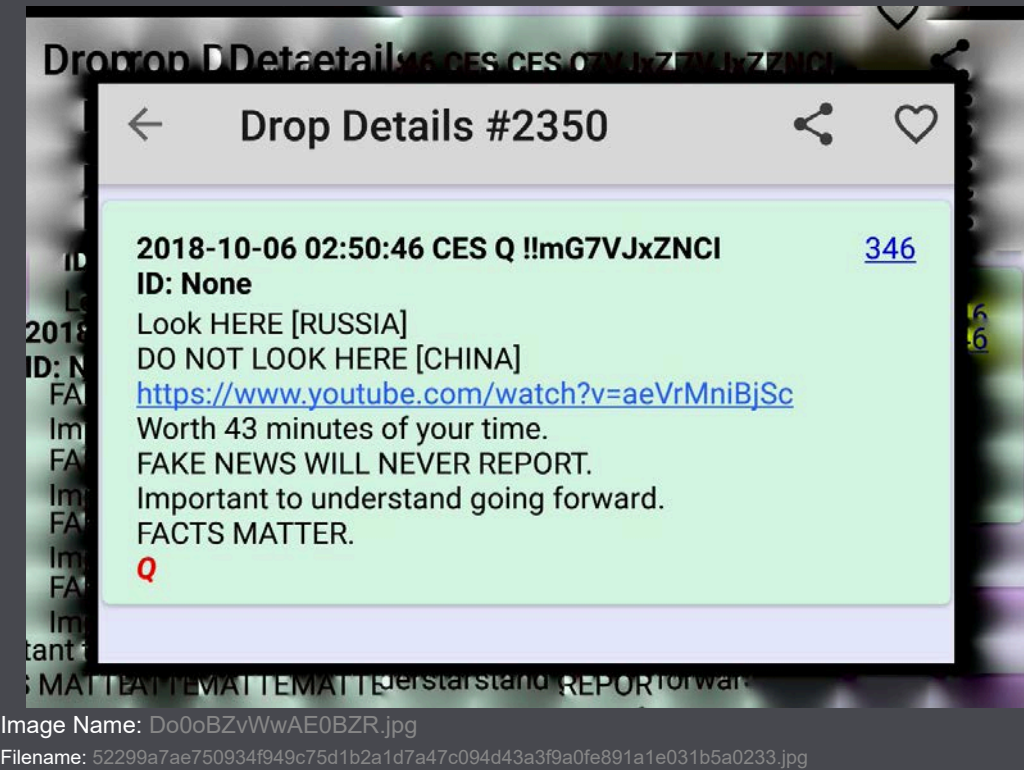 Drop Details #2350
2018-10-06 02:50:46 CES Q !!mG7VJxZNCI 346
ID: None
Look HERE [RUSSIA]
DO NOT LOOK HERE [CHINA]
https://www.youtube.com/watch?v=aeVrMniBjSc
Worth 43 minutes of your time.
FAKE NEWS WILL NEVER REPORT.
Important to understand going forward.
FACTS MATTER.
Q
Image Name: Do0oBZvWwAE0BZR.jpg
Filename: 52299a7ae750934f949c75d1b2a1d7a47c094d43a3f9a0fe891a1e031b5a0233.jpg